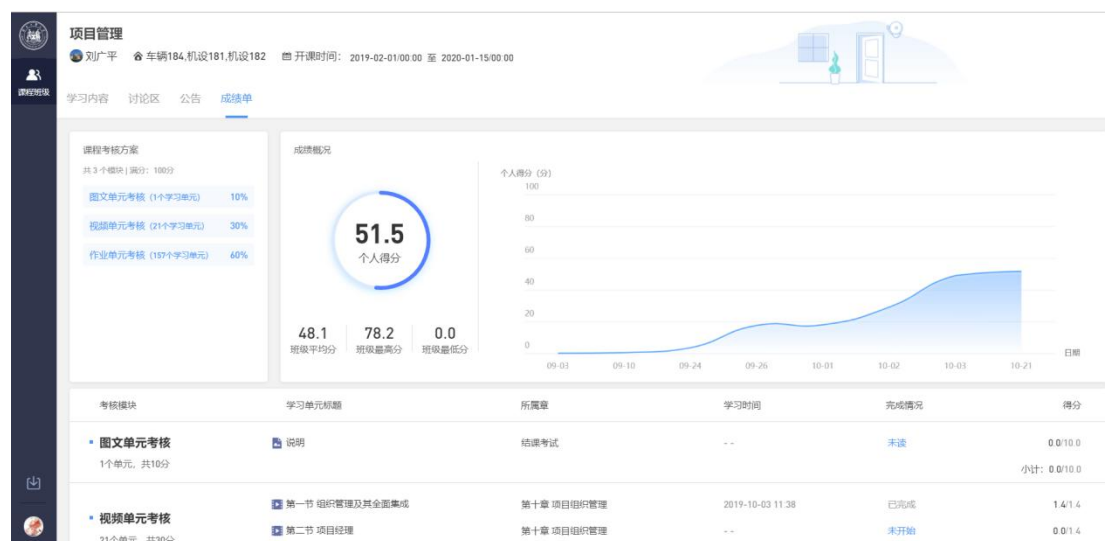 项目管理
刘广平 车辆184,机设181,机设182 开课时间: 2019-02-01/00:00 至 2020-01-15/00:00
课程班级
学习内容 讨论区 公告 成绩单
课程考核方案
共 3 个模块 | 满分: 100分
图文单元考核 (1个学习单元) 10%
视频单元考核 (21个学习单元) 30%
作业单元考核 (157个学习单元) 60%
成绩概况
51.5
个人得分
48.1 78.2 0.0
班级平均分 班级最高分 班级最低分
个人得分 (分)
100
80
60
40
20
0
日期
09-03 09-10 09-24 09-26 10-01 10-02 10-03 10-21
考核模块 学习单元标题 所属章 学习时间 完成情况 得分
图文单元考核 说明 结课考试 - - 未读 0.0/10.0
1个单元, 共10分 小计: 0.0/10.0
第一节 组织管理及其全面集成 第十章 项目组织管理 2019-10-03 11:38 已完成 1.4/1.4
视频单元考核
第二节 项目经理 第十章 项目组织管理 - - 未开始 0.0/1.4
21个单元, 共30分